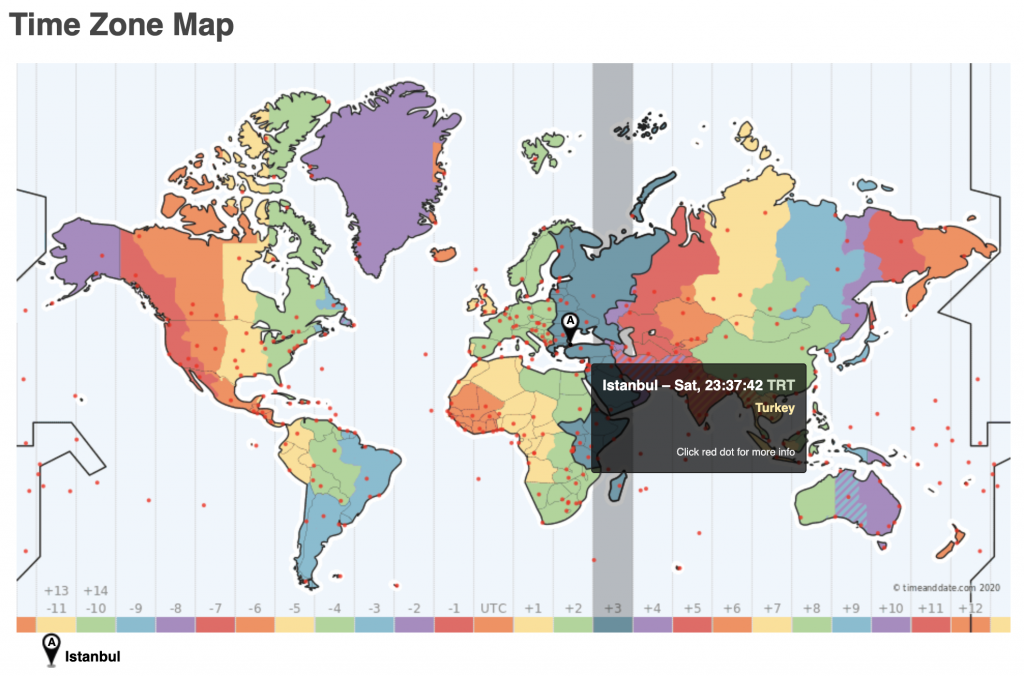 Time Zone Map
A
Istanbul – Sat, 23:37:42 TRT
Turkey
Click red dot for more info
© timeanddate.com 2020
+13 +14
-11 -10 -9 -8 -7 -6 -5 -4 -3 -2 -1 UTC +1 +2 +3 +4 +5 +6 +7 +8 +9 +10 +11 +12
A
Istanbul